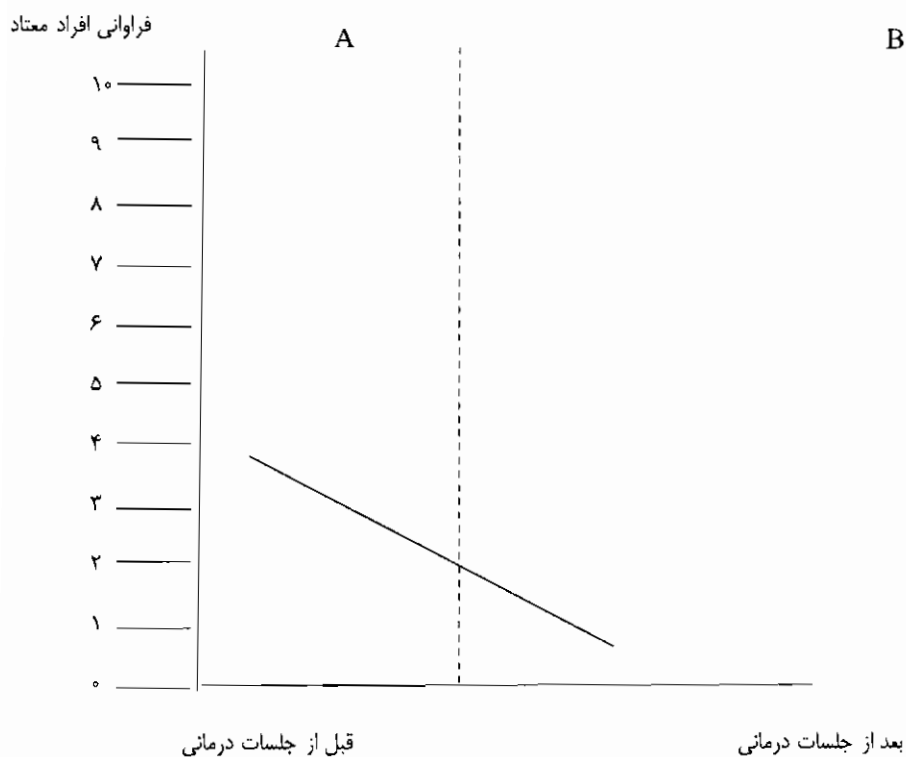 فراوانی افراد معتاد
A
B
۱۰
۹
۸
۷
۶
۵
۴
۳
۲
۱
۰
قبل از جلسات درمانی
بعد از جلسات درمانی